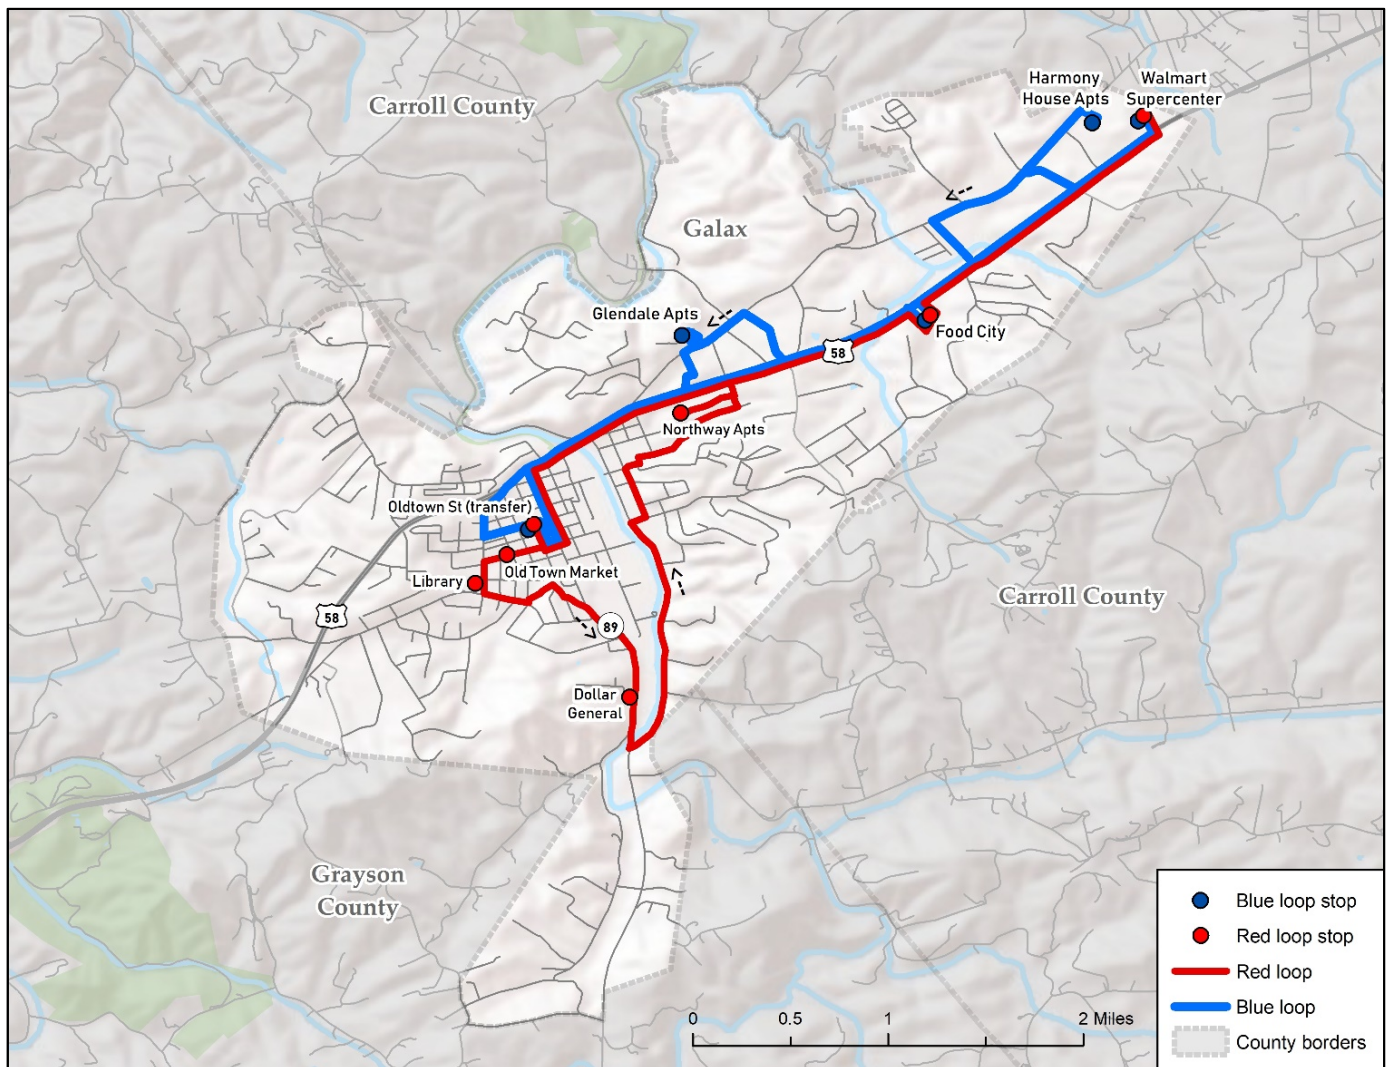 Carroll County
Harmony
House Apts
Walmart
Supercenter
Galax
Glendale Apts
Food City
58
Northway Apts
Oldtown St (transfer)
Old Town Market
Library
58
89
Carroll County
Dollar
General
Grayson
County
Blue loop stop
Red loop stop
Red loop
Blue loop
County borders
0 0.5 1 2 Miles